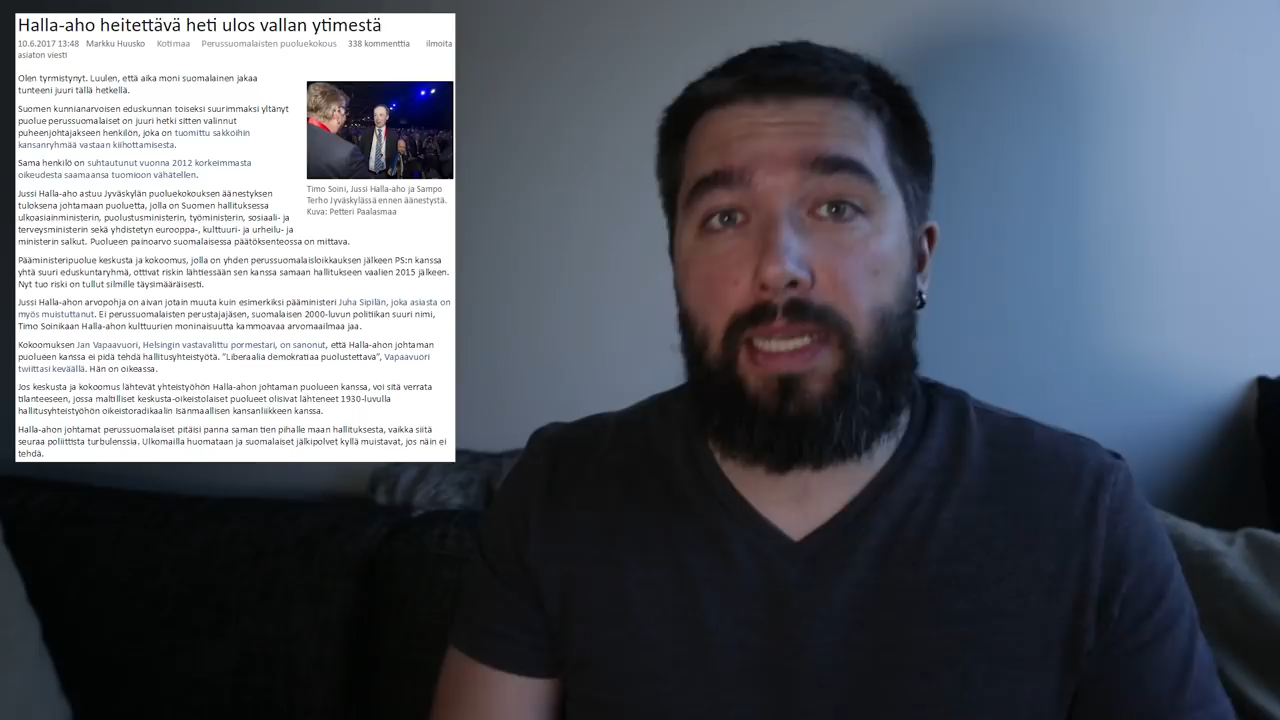 Halla-aho heitettävä heti ulos vallan ytimestä
10.6.2017 13:48 Markku Huusko Kotimaa Perussuomalaisten puoluekokous 338 kommenttia ilmoita
asiaton viesti
Olen tyrmistynyt. Luulen, että aika moni suomalainen jakaa
tunteeni juuri tällä hetkellä.
Suomen kunnianarvoisen eduskunnan toiseksi suurimmaksi yltänyt
puolue perussuomalaiset on juuri hetki sitten valinnut
puheenjohtajakseen henkilön, joka on tuomittu sakkoihin
kansanryhmää vastaan kiihottamisesta.
Sama henkilö on suhtautunut vuonna 2012 korkeimmasta
oikeudesta saamaansa tuomioon vähätellen.
Jussi Halla-aho astuu Jyväskylän puoluekokouksen äänestyksen
tuloksena johtamaan puoluetta, jolla on Suomen hallituksessa
ulkoasiainministerin, puolustusministerin, työministerin, sosiaali- ja
terveysministerin sekä yhdistetyn eurooppa-, kulttuuri- ja urheilu- ja
ministerin salkut. Puolueen painoarvo suomalaisessa päätöksenteossa on mittava.
Timo Soini, Jussi Halla-aho ja Sampo
Terho Jyväskylässä ennen äänestystä.
Kuva: Petteri Paalasmaa
Pääministeripuolue keskusta ja kokoomus, jolla on yhden perussuomalaisloikkauksen jälkeen PS:n kanssa
yhtä suuri eduskuntaryhmä, ottivat riskin lähtiessään sen kanssa samaan hallitukseen vaalien 2015 jälkeen.
Nyt tuo riski on tullut silmille täysimääräisesti.
Jussi Halla-ahon arvopohja on aivan jotain muuta kuin esimerkiksi pääministeri Juha Sipilän, joka asiasta on
myös muistuttanut. Ei perussuomalaisten perustajajäsen, suomalaisen 2000-luvun politiikan suuri nimi,
Timo Soinikaan Halla-ahon kulttuurien moninaisuutta kammoavaa arvomaailmaa jaa.
Kokoomuksen Jan Vapaavuori, Helsingin vastavalittu pormestari, on sanonut, että Halla-ahon johtaman
puolueen kanssa ei pidä tehdä hallitusyhteistyötä. "Liberaalia demokratiaa puolustettava", Vapaavuori
twiittasi keväällä. Hän on oikeassa.
Jos keskusta ja kokoomus lähtevät yhteistyöhön Halla-ahon johtaman puolueen kanssa, voi sitä verrata
tilanteeseen, jossa maltilliset keskusta-oikeistolaiset puolueet olisivat lähteneet 1930-luvulla
hallitusyhteistyöhön oikeistoradikaalin Isänmaallisen kansanliikkeen kanssa.
Halla-ahon johtamat perussuomalaiset pitäisi panna saman tien pihalle maan hallituksesta, vaikka siitä
seuraa poliittista turbulenssia. Ulkomailla huomataan ja suomalaiset jälkipolvet kyllä muistavat, jos näin ei
tehdä.